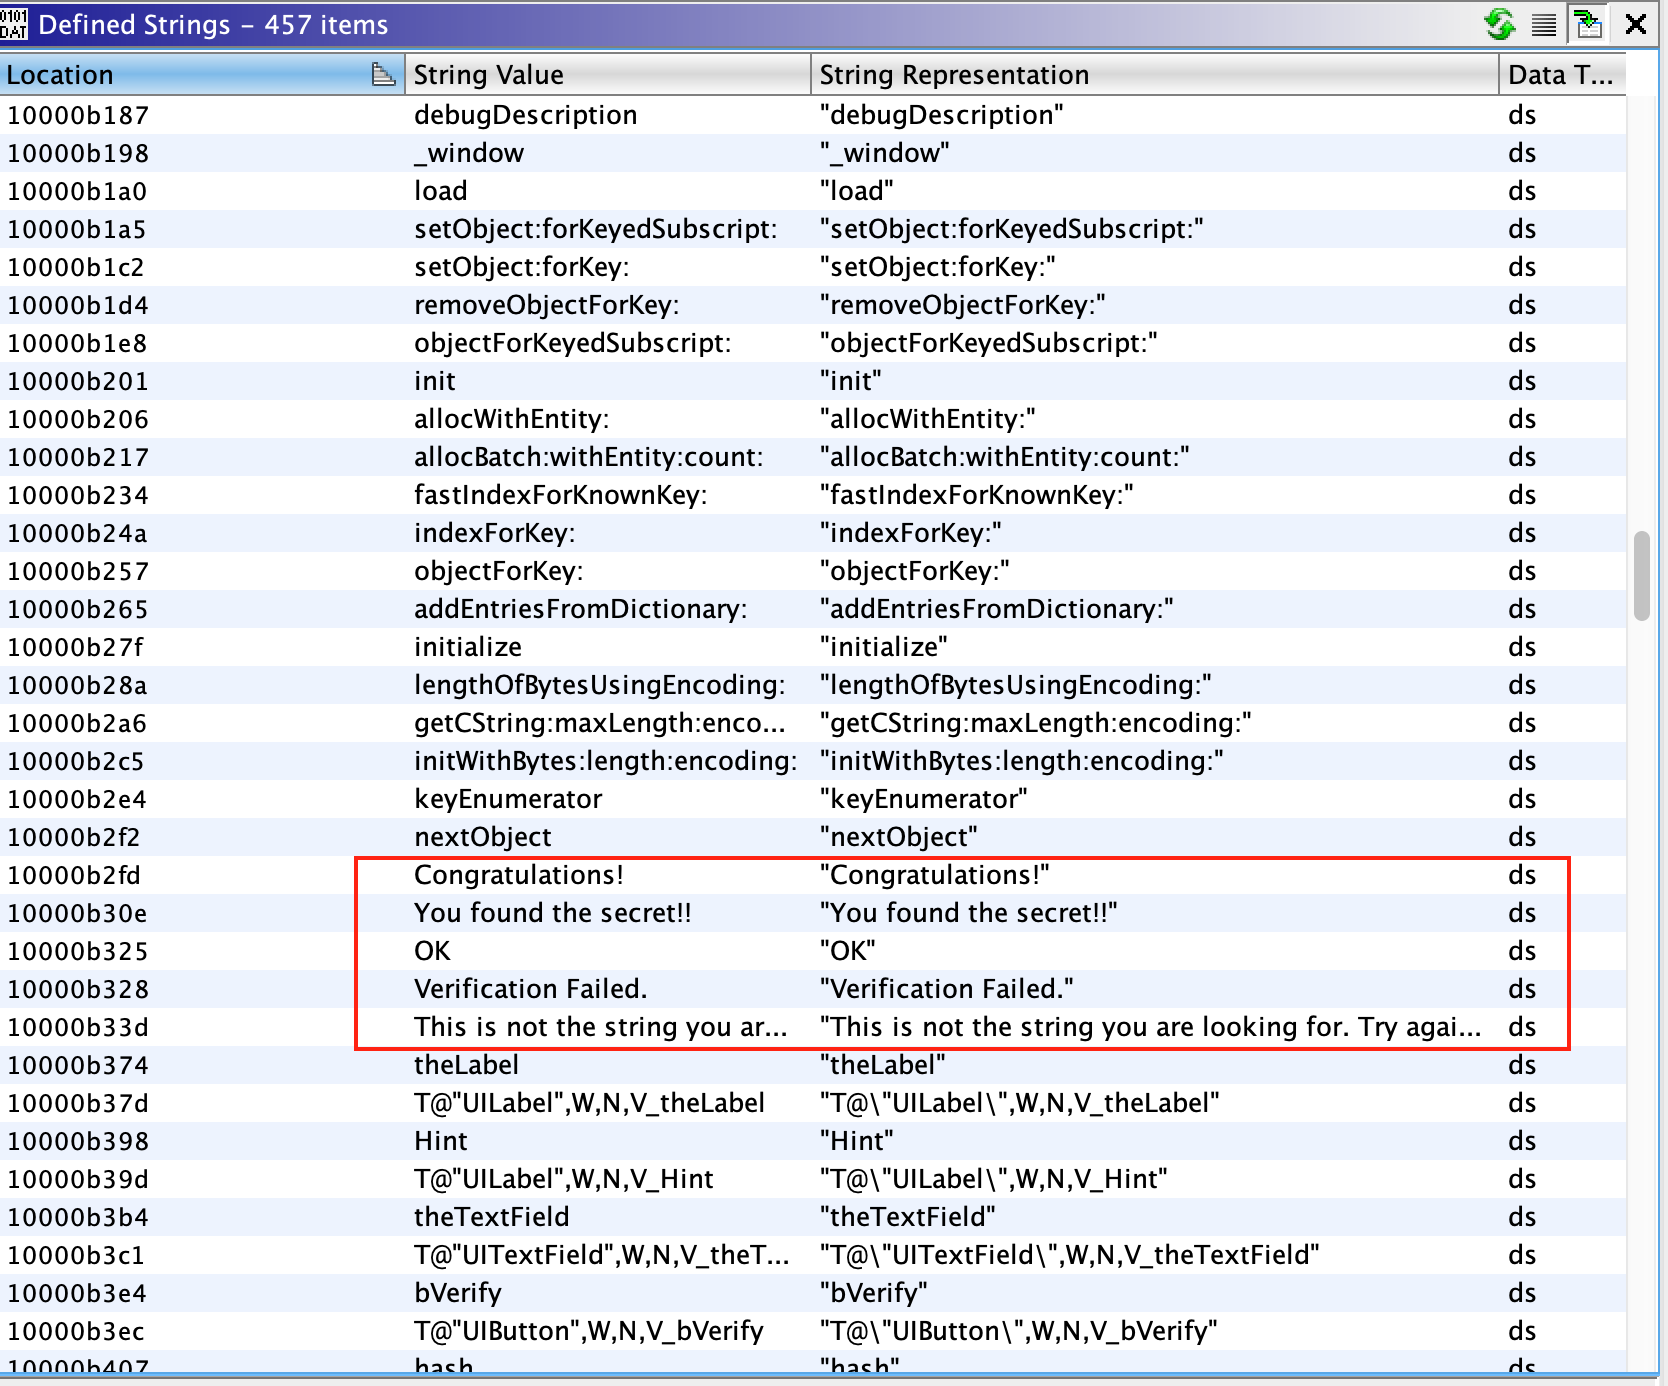 0101
DAT
Defined Strings - 457 items
Location String Value String Representation Data T...
10000b187 debugDescription "debugDescription" ds
10000b198 _window "_window" ds
10000b1a0 load "load" ds
10000b1a5 setObject:forKeyedSubscript: "setObject:forKeyedSubscript:" ds
10000b1c2 setObject:forKey: "setObject:forKey:" ds
10000b1d4 removeObjectForKey: "removeObjectForKey:" ds
10000b1e8 objectForKeyedSubscript: "objectForKeyedSubscript:" ds
10000b201 init "init" ds
10000b206 allocWithEntity: "allocWithEntity:" ds
10000b217 allocBatch:withEntity:count: "allocBatch:withEntity:count:" ds
10000b234 fastIndexForKnownKey: "fastIndexForKnownKey:" ds
10000b24a indexForKey: "indexForKey:" ds
10000b257 objectForKey: "objectForKey:" ds
10000b265 addEntriesFromDictionary: "addEntriesFromDictionary:" ds
10000b27f initialize "initialize" ds
10000b28a lengthOfBytesUsingEncoding: "lengthOfBytesUsingEncoding:" ds
10000b2a6 getCString:maxLength:enco... "getCString:maxLength:encoding:" ds
10000b2c5 initWithBytes:length:encoding: "initWithBytes:length:encoding:" ds
10000b2e4 keyEnumerator "keyEnumerator" ds
10000b2f2 nextObject "nextObject" ds
10000b2fd Congratulations! "Congratulations!" ds
10000b30e You found the secret!! "You found the secret!!" ds
10000b325 OK "OK" ds
10000b328 Verification Failed. "Verification Failed." ds
10000b33d This is not the string you ar... "This is not the string you are looking for. Try agai... ds
10000b374 theLabel "theLabel" ds
10000b37d T@"UILabel",W,N,V_theLabel "T@\"UILabel\",W,N,V_theLabel" ds
10000b398 Hint "Hint" ds
10000b39d T@"UILabel",W,N,V_Hint "T@\"UILabel\",W,N,V_Hint" ds
10000b3b4 theTextField "theTextField" ds
10000b3c1 T@"UITextField",W,N,V_theT... "T@\"UITextField\",W,N,V_theTextField" ds
10000b3e4 bVerify "bVerify" ds
10000b3ec T@"UIButton",W,N,V_bVerify "T@\"UIButton\",W,N,V_bVerify" ds
10000b407 hash "hash" ds